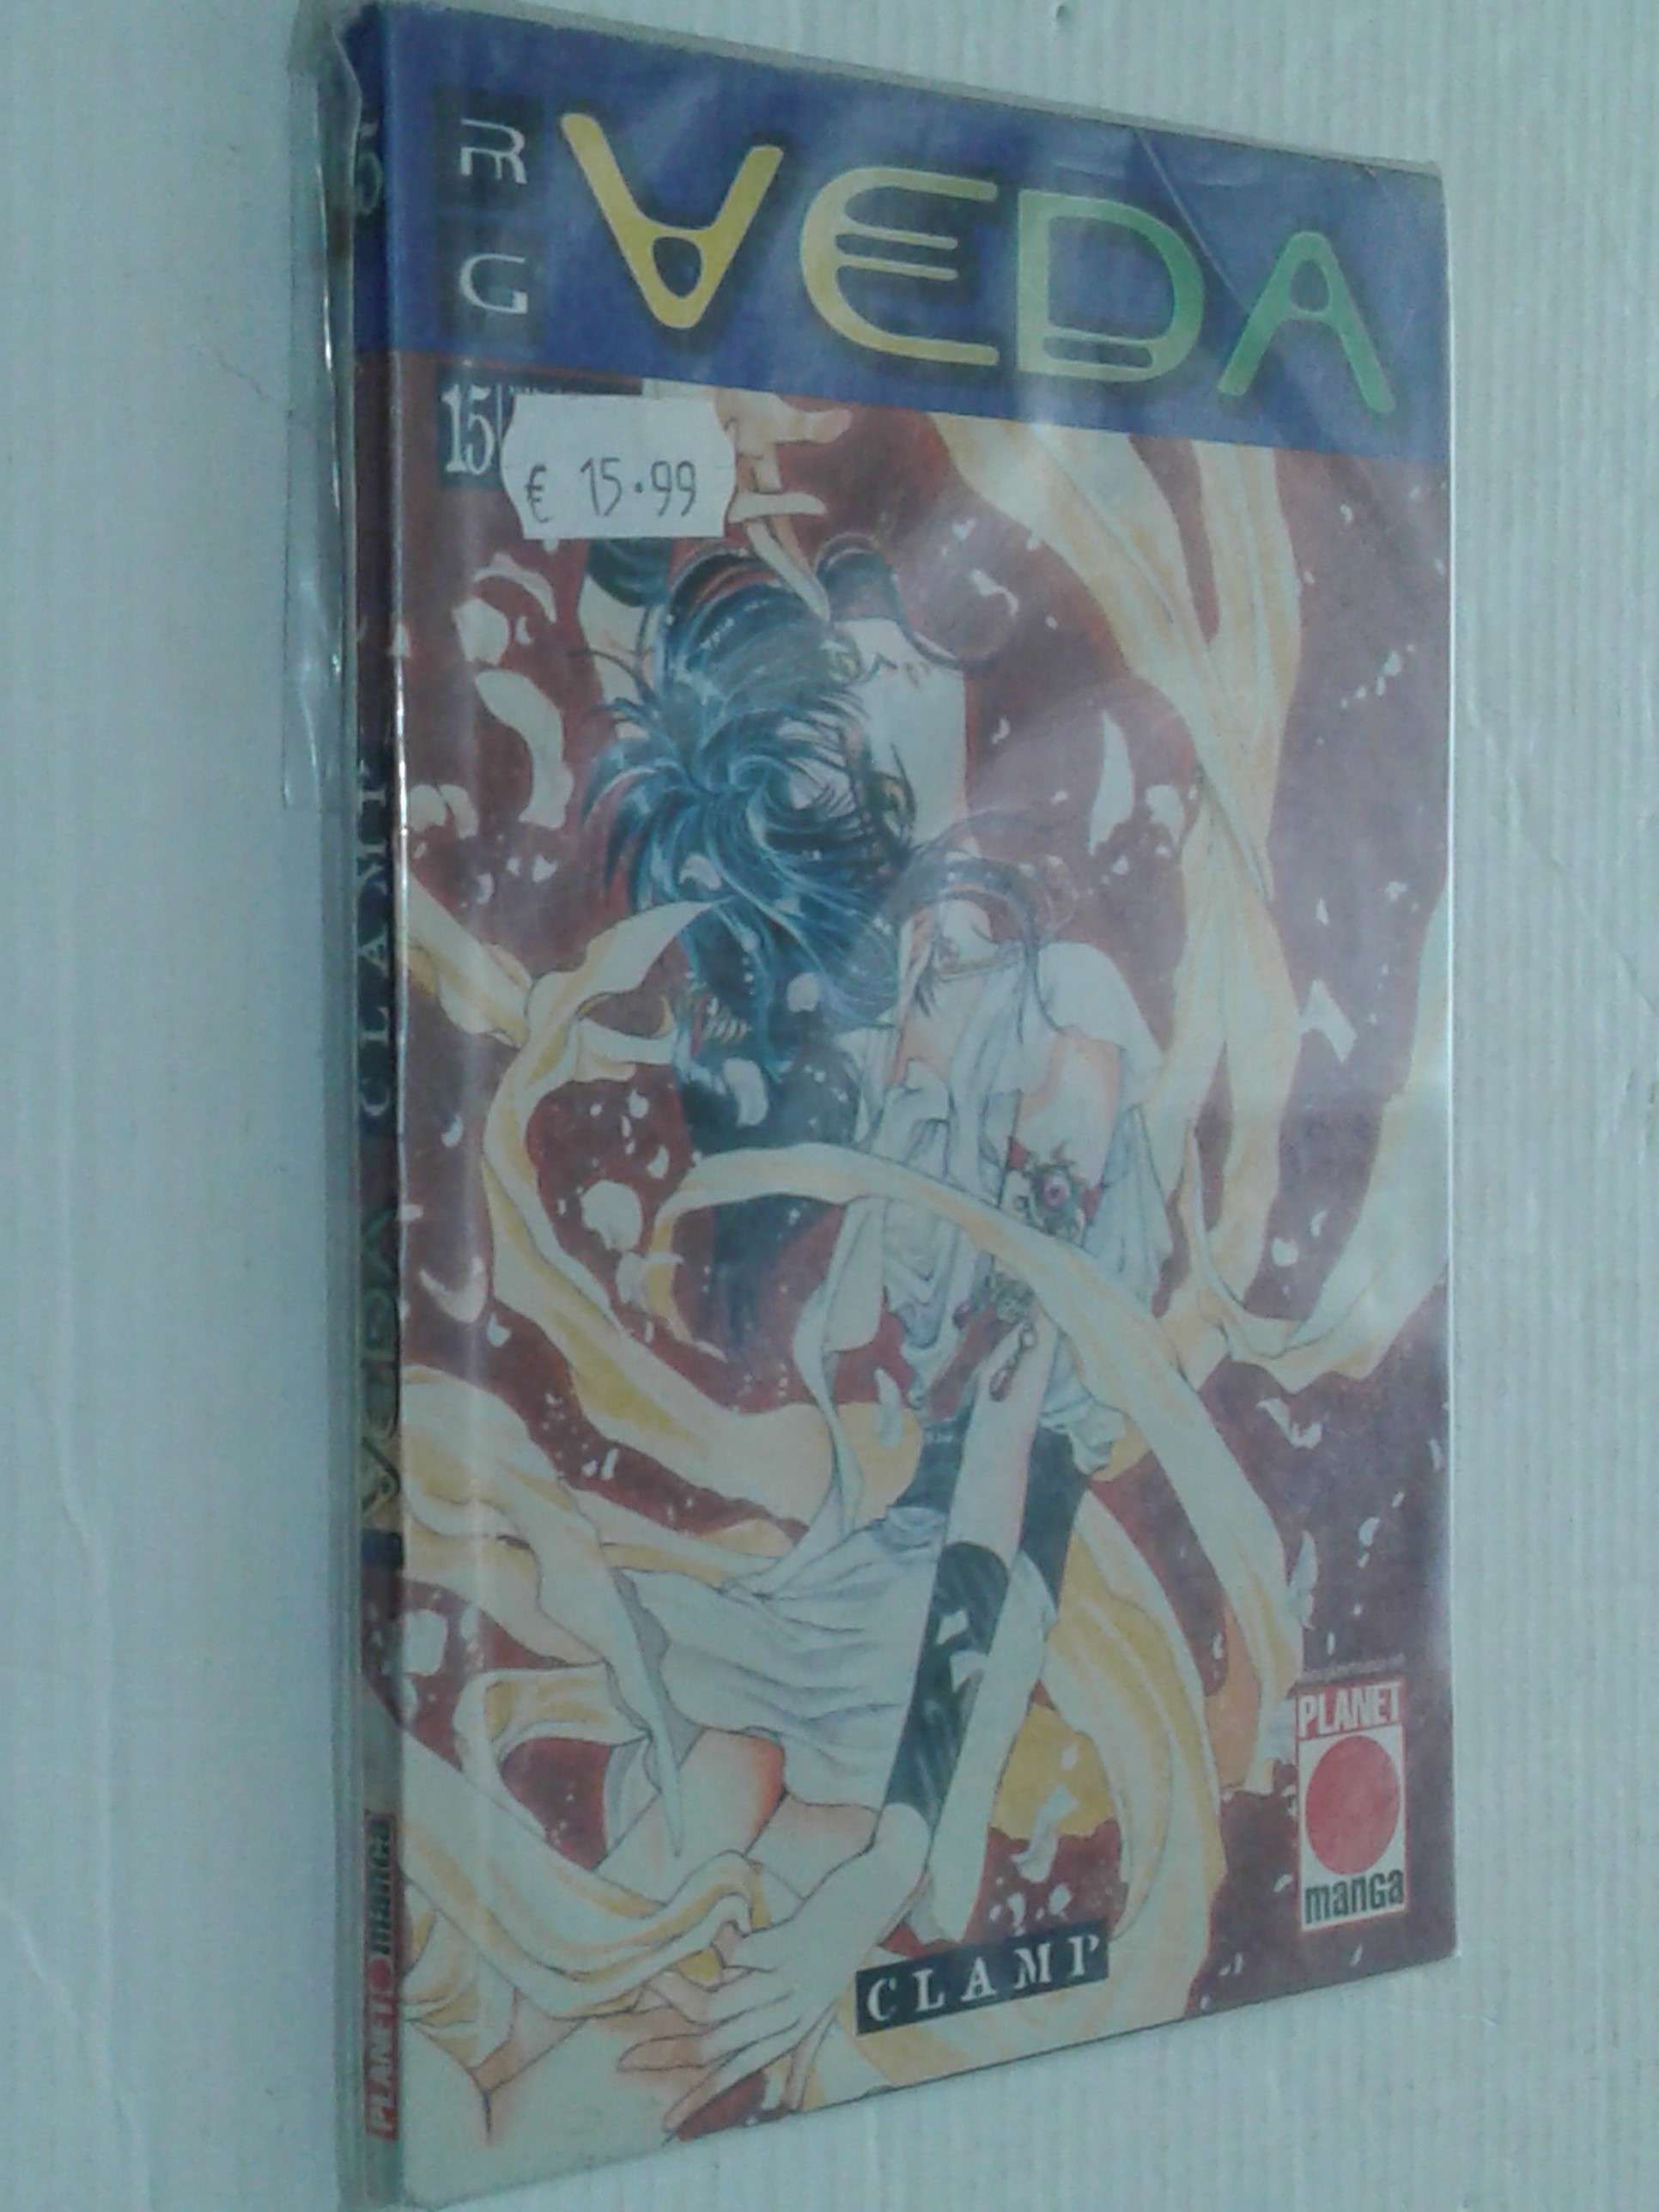 RG
VEDA
15
€ 15.99
PLANET
manga
CLAMP
VEDA CLAMP
PLANET manga